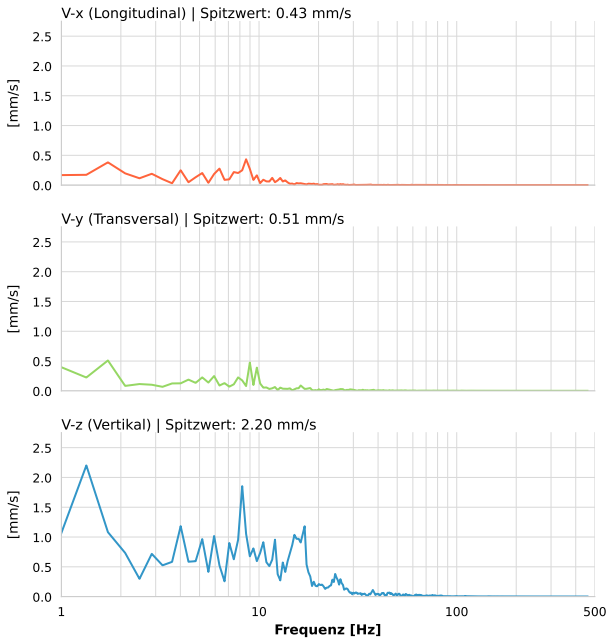 V-x (Longitudinal) | Spitzwert: 0.43 mm/s
2.5
2.0
1.5
1.0
0.5
0.0
[mm/s]
V-y (Transversal) | Spitzwert: 0.51 mm/s
2.5
2.0
1.5
1.0
0.5
0.0
[mm/s]
V-z (Vertikal) | Spitzwert: 2.20 mm/s
2.5
2.0
1.5
1.0
0.5
0.0
[mm/s]
1 10 100 500
Frequenz [Hz]